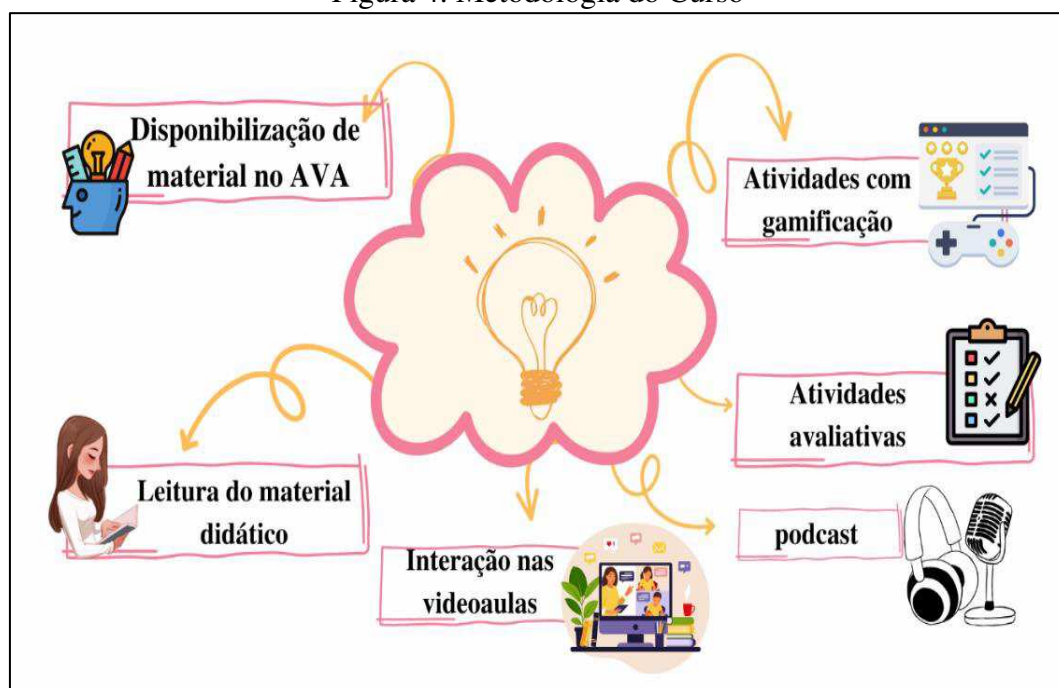 Figura 4: Metodologia do Curso
Disponibilização de
material no AVA
Atividades com
gamificação
Atividades
avaliativas
Leitura do material
didático
podcast
Interação nas
videoaulas